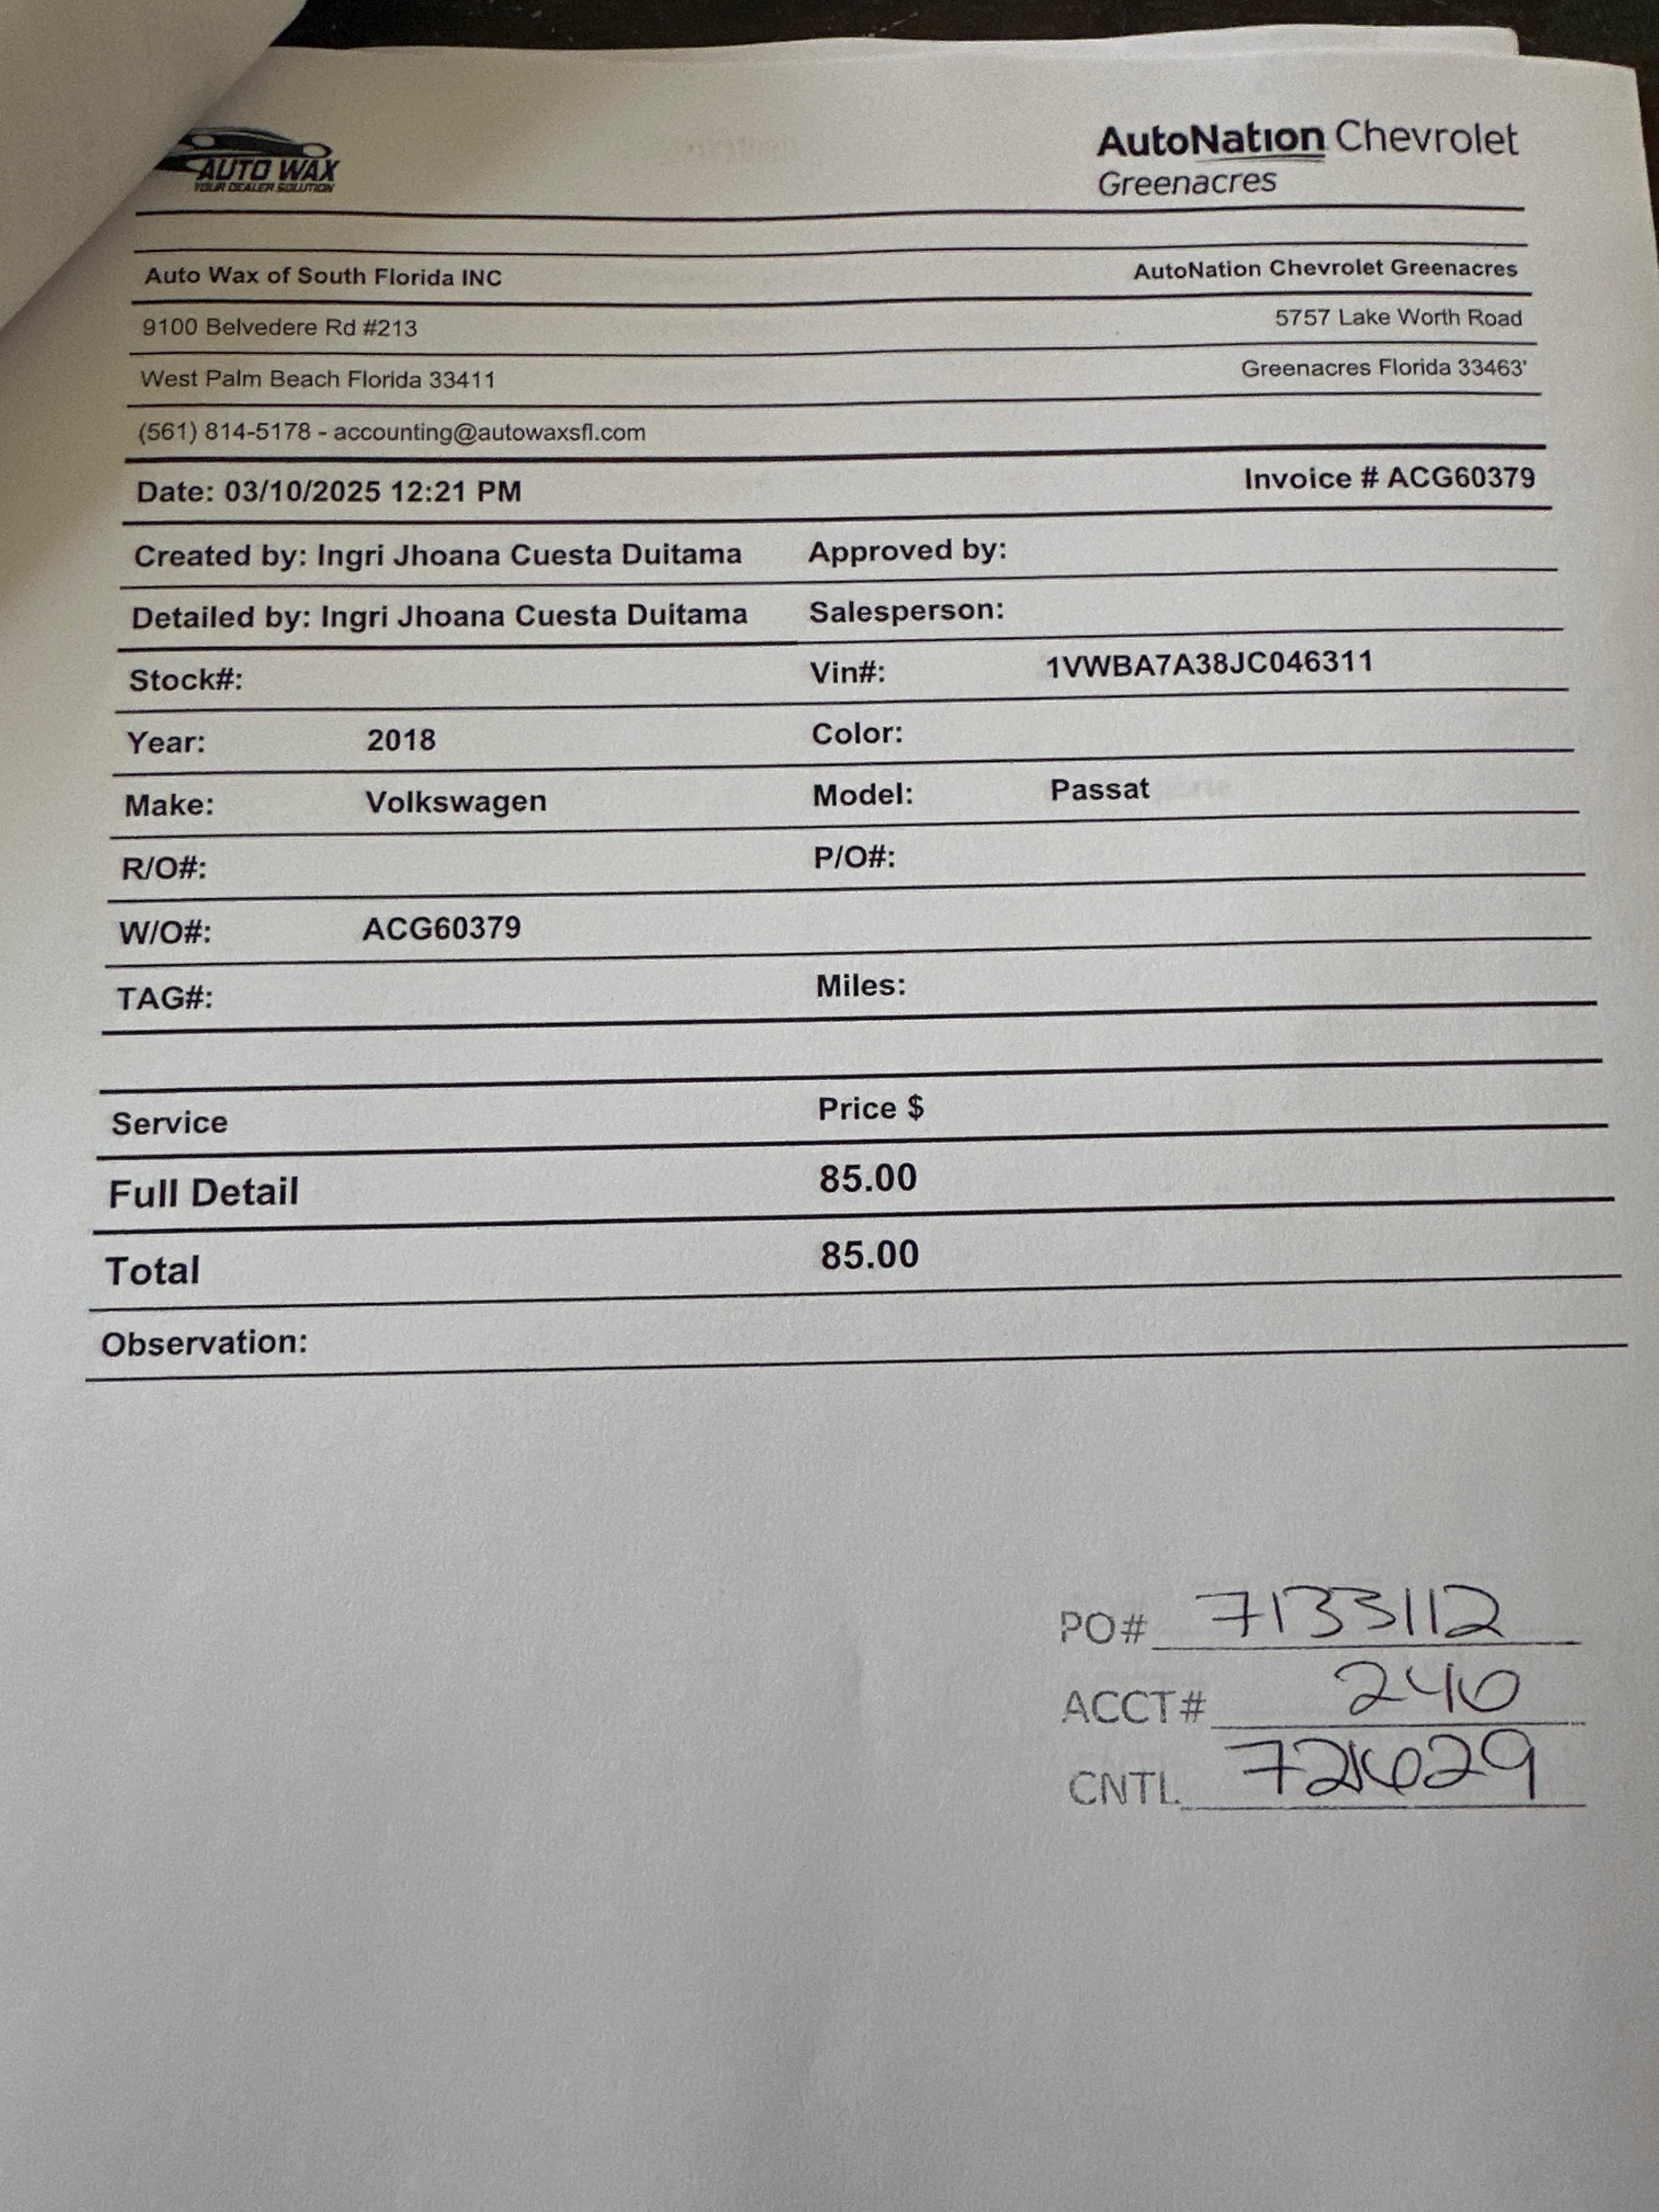 AUTO WAX
YOUR DEALER SOLUTION
AutoNation Chevrolet
Greenacres
Auto Wax of South Florida INC
AutoNation Chevrolet Greenacres
9100 Belvedere Rd #213
5757 Lake Worth Road
West Palm Beach Florida 33411
Greenacres Florida 33463'
(561) 814-5178 - accounting@autowaxsfl.com
Date: 03/10/2025 12:21 PM
Invoice # ACG60379
Created by: Ingri Jhoana Cuesta Duitama Approved by:
Detailed by: Ingri Jhoana Cuesta Duitama Salesperson:
Stock#: Vin#: 1VWBA7A38JC046311
Year: 2018 Color:
Make: Volkswagen Model: Passat
R/O#: P/O#:
W/O#: ACG60379
TAG#: Miles:
Service Price $
Full Detail 85.00
Total 85.00
Observation:
PO# 7133112
ACCT# 240
CNTL